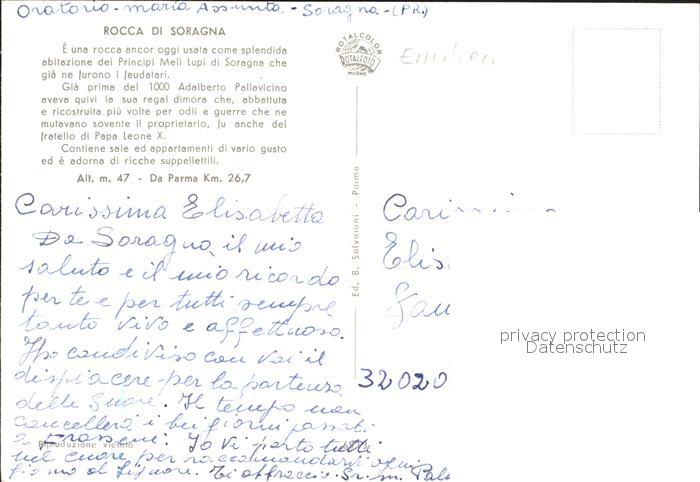 Oratorio - maria Assunta - Soragna - (PR.)
ROCCA DI SORAGNA
È una rocca ancor oggi usata come splendida
abitazione dei Principi Meli Lupi di Soragna che
già ne furono i feudatari.
Già prima del 1000 Adalberto Pallavicino
aveva quivi la sua regal dimora che, abbattuta
e ricostruita più volte per odii e guerre che ne
mutavano sovente il proprietario, fu anche del
fratello di Papa Leone X.
Contiene sale ed appartamenti di vario gusto
ed è adorna di ricche suppellettili.
Alt. m. 47 - Da Parma Km. 26,7
Carissima Elisabetta
Da Soragna, il mio
saluto e il mio ricordo
per te e per tutti sempre
tanto vivo e affettuoso.
Ho condiviso con voi il
dispiacere per la partenza
delle Suore. Il tempo non
cancellerà i bei giorni passati
a Frassenè. Io Vi porto tutti
nel cuore per raccomandarvi ogni
giorno al Signore. Ti abbraccio. Sr. m.
Riproduzione vietata
Ed. B. Salvarani - Parma
ROTALCOLOR
ROTALFOTO
MILANO
Emilien
Carissima
Elis
32020
privacy protection
Datenschutz